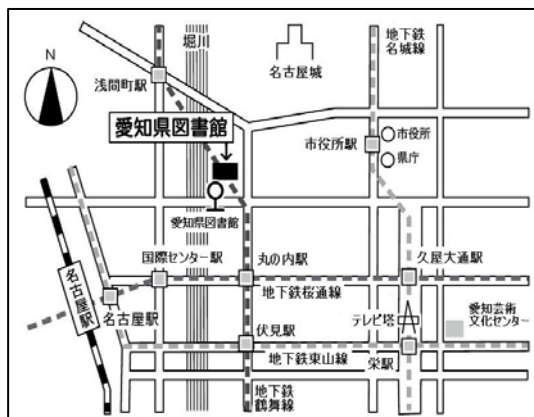 N
堀川
地下鉄
名城線
名古屋城
浅間町駅
愛知県図書館
市役所
市役所駅
県庁
愛知県図書館
国際センター駅
丸の内駅
久屋大通駅
地下鉄桜通線
名古屋駅
名古屋駅
テレビ塔
愛知芸術
文化センター
伏見駅
地下鉄東山線
栄駅
地下鉄
鶴舞線